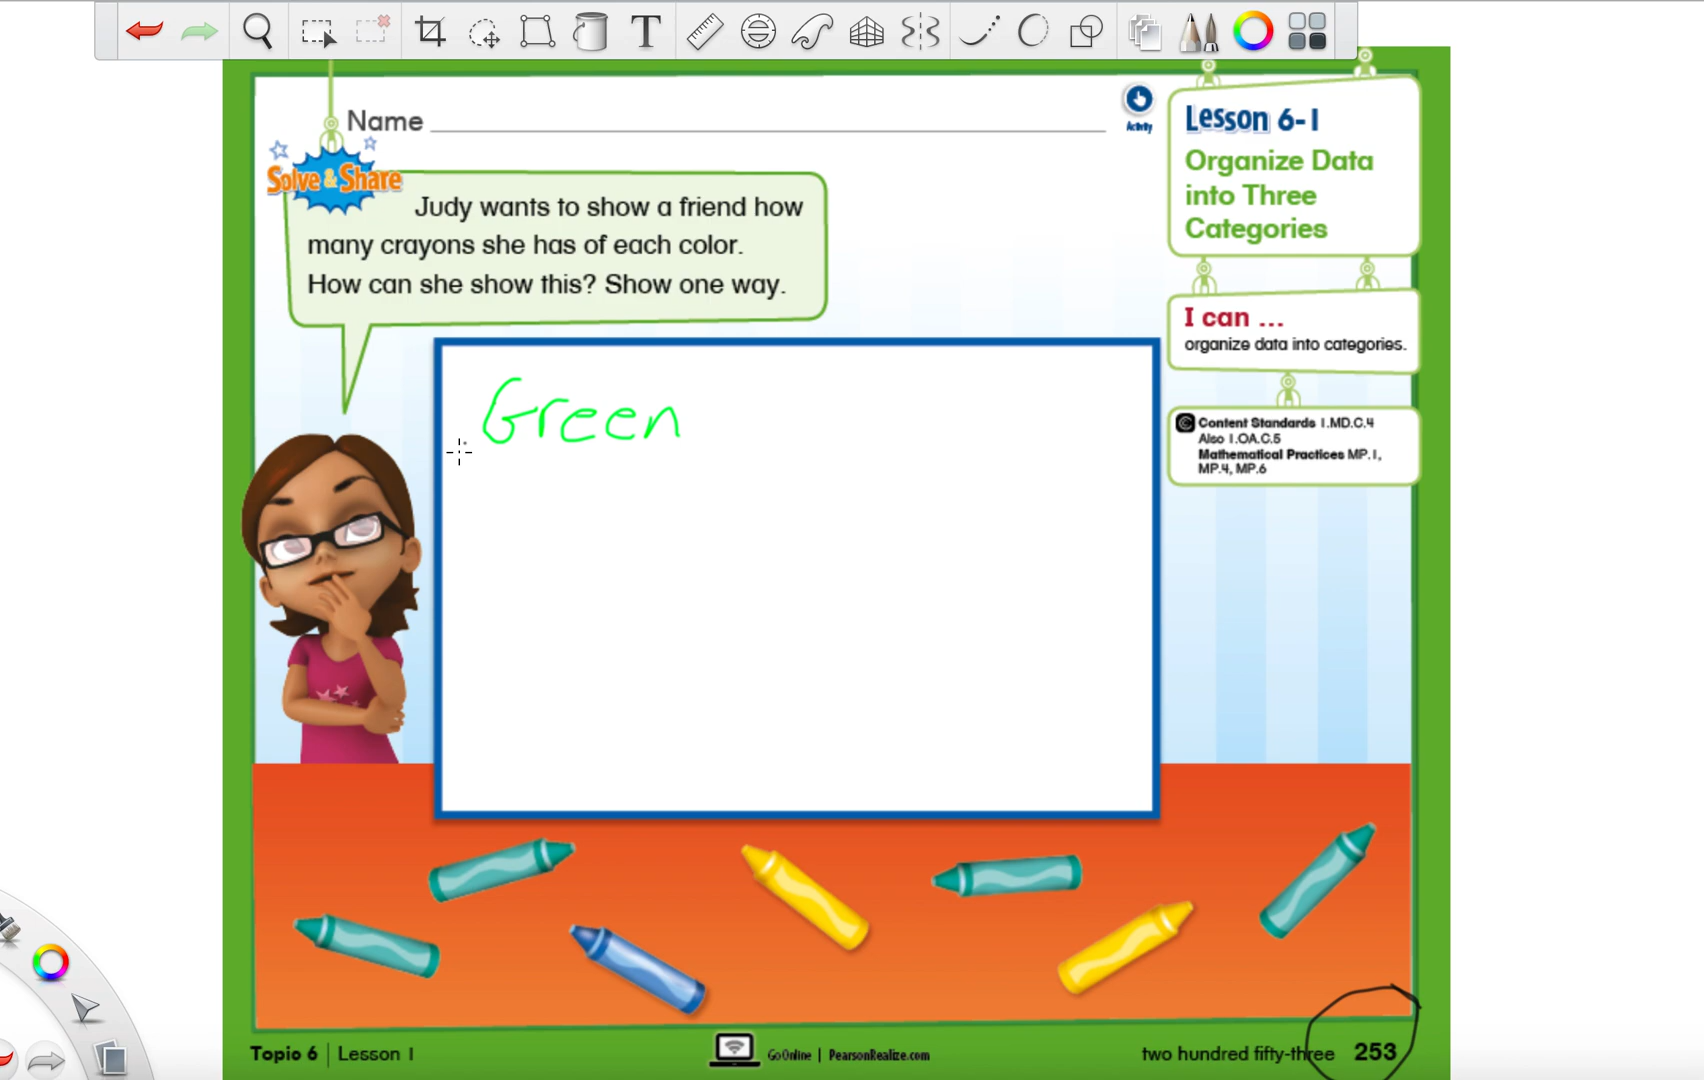 Name
Activity
Lesson 6-1
Organize Data
into Three
Categories
Solve & Share
Judy wants to show a friend how
many crayons she has of each color.
How can she show this? Show one way.
I can ...
organize data into categories.
Content Standards 1.MD.C.4
Also 1.OA.C.5
Mathematical Practices MP.1,
MP.4, MP.6
Green
Topic 6 | Lesson 1
Go Online | PearsonRealize.com
two hundred fifty-three 253